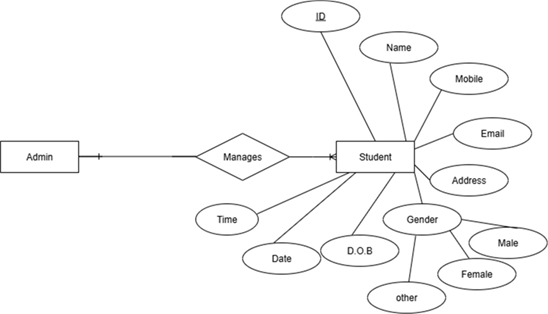 ID
Name
Mobile
Email
Admin
Manages
Student
Address
Time
Gender
Date
D.O.B
Male
Female
other